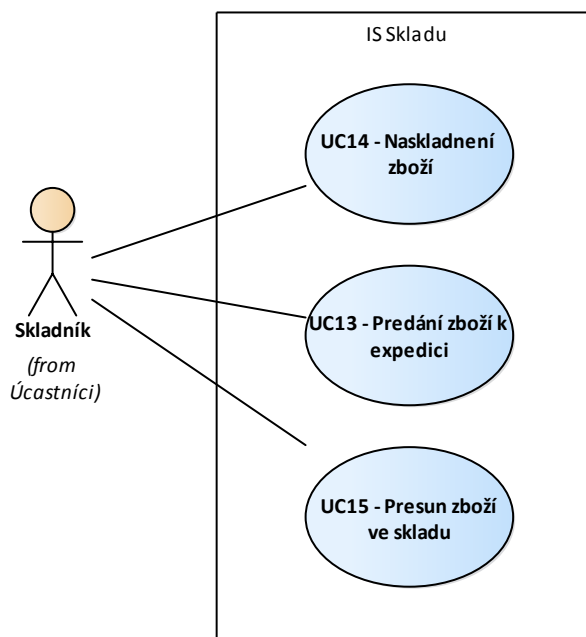 IS Skladu
UC14 - Naskladnení
zboží
UC13 - Predání zboží k
expedici
UC15 - Presun zboží
ve skladu
Skladník
(from
Úcastníci)